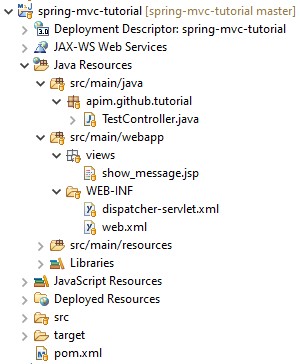 spring-mvc-tutorial [spring-mvc-tutorial master]
Deployment Descriptor: spring-mvc-tutorial
JAX-WS Web Services
Java Resources
src/main/java
apim.github.tutorial
TestController.java
src/main/webapp
views
show_message.jsp
WEB-INF
dispatcher-servlet.xml
web.xml
src/main/resources
Libraries
JavaScript Resources
Deployed Resources
src
target
pom.xml